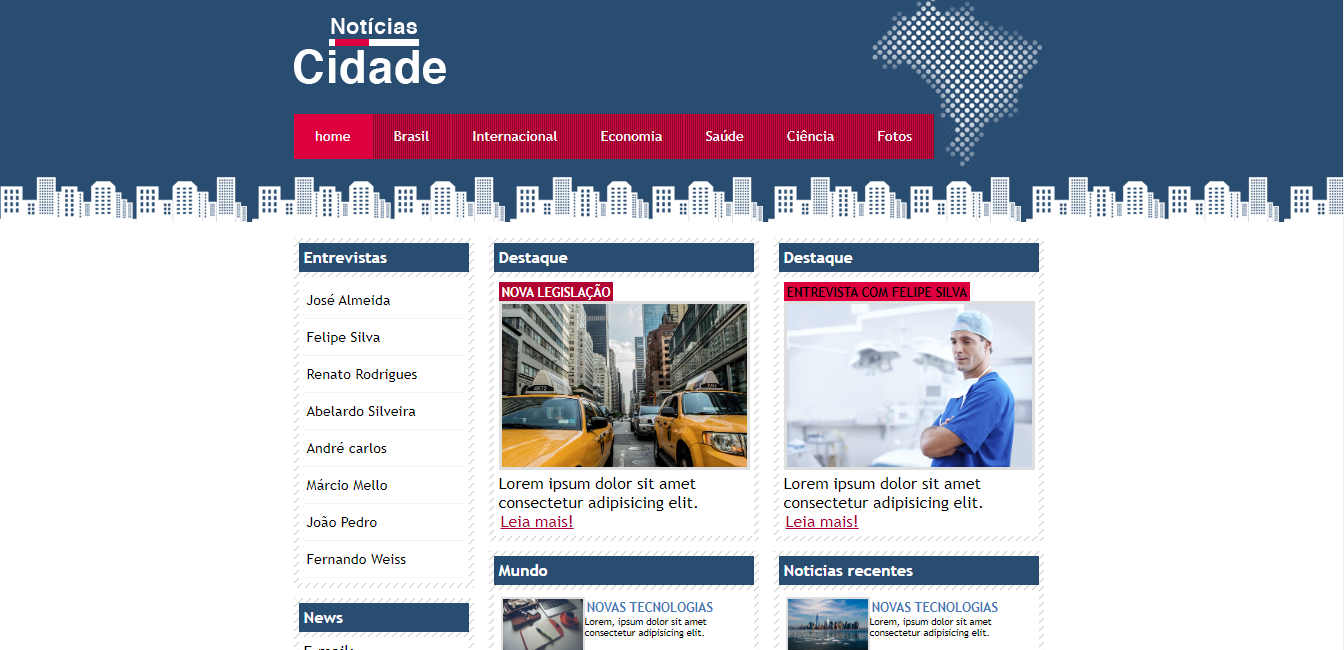 Notícias
Cidade
home Brasil Internacional Economia Saúde Ciência Fotos
Entrevistas
José Almeida
Felipe Silva
Renato Rodrigues
Abelardo Silveira
André carlos
Márcio Mello
João Pedro
Fernando Weiss
News
Destaque
NOVA LEGISLAÇÃO
Lorem ipsum dolor sit amet
consectetur adipisicing elit.
Leia mais!
Destaque
ENTREVISTA COM FELIPE SILVA
Lorem ipsum dolor sit amet
consectetur adipisicing elit.
Leia mais!
Mundo
NOVAS TECNOLOGIAS
Lorem, ipsum dolor sit amet
consectetur adipisicing elit.
Noticias recentes
NOVAS TECNOLOGIAS
Lorem, ipsum dolor sit amet
consectetur adipisicing elit.